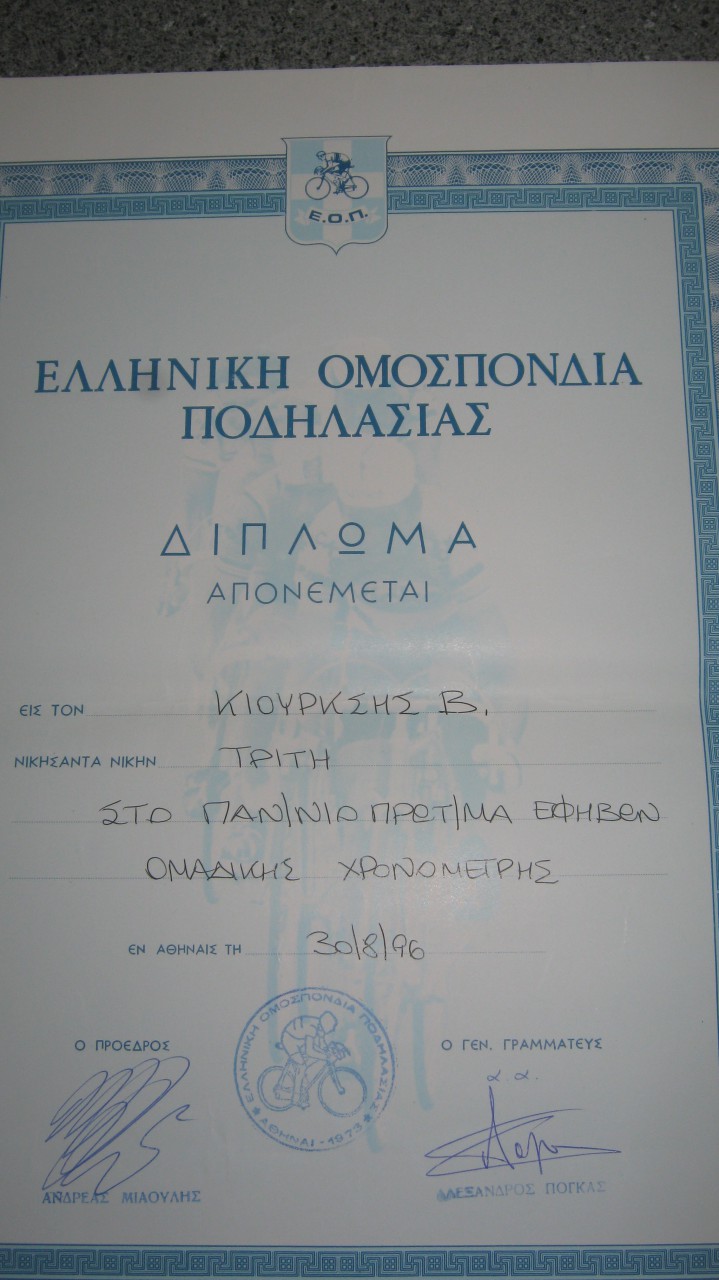 Ε.Ο.Π.
ΕΛΛΗΝΙΚΗ ΟΜΟΣΠΟΝΔΙΑ
ΠΟΔΗΛΑΣΙΑΣ
ΔΙΠΛΩΜΑ
ΑΠΟΝΕΜΕΤΑΙ
ΕΙΣ ΤΟΝ ΚΙΟΥΡΚΣΗΣ Β.
ΝΙΚΗΣΑΝΤΑ ΝΙΚΗΝ ΤΡΙΤΗ
ΣΤΟ ΠΑΝ/ΝΙΟ ΠΡΩΤ/ΜΑ ΕΦΗΒΩΝ
ΟΜΑΔΙΚΗΣ ΧΡΟΝΟΜΕΤΡΗΣ
ΕΝ ΑΘΗΝΑΙΣ ΤΗ 30/8/96
Ο ΠΡΟΕΔΡΟΣ
Ο ΓΕΝ. ΓΡΑΜΜΑΤΕΥΣ
α.α.
ΕΛΛΗΝΙΚΗ ΟΜΟΣΠΟΝΔΙΑ ΠΟΔΗΛΑΣΙΑΣ
ΑΘΗΝΑΙ - 1973
ΑΝΔΡΕΑΣ ΜΙΑΟΥΛΗΣ
ΑΛΕΞΑΝΔΡΟΣ ΠΟΓΚΑΣ